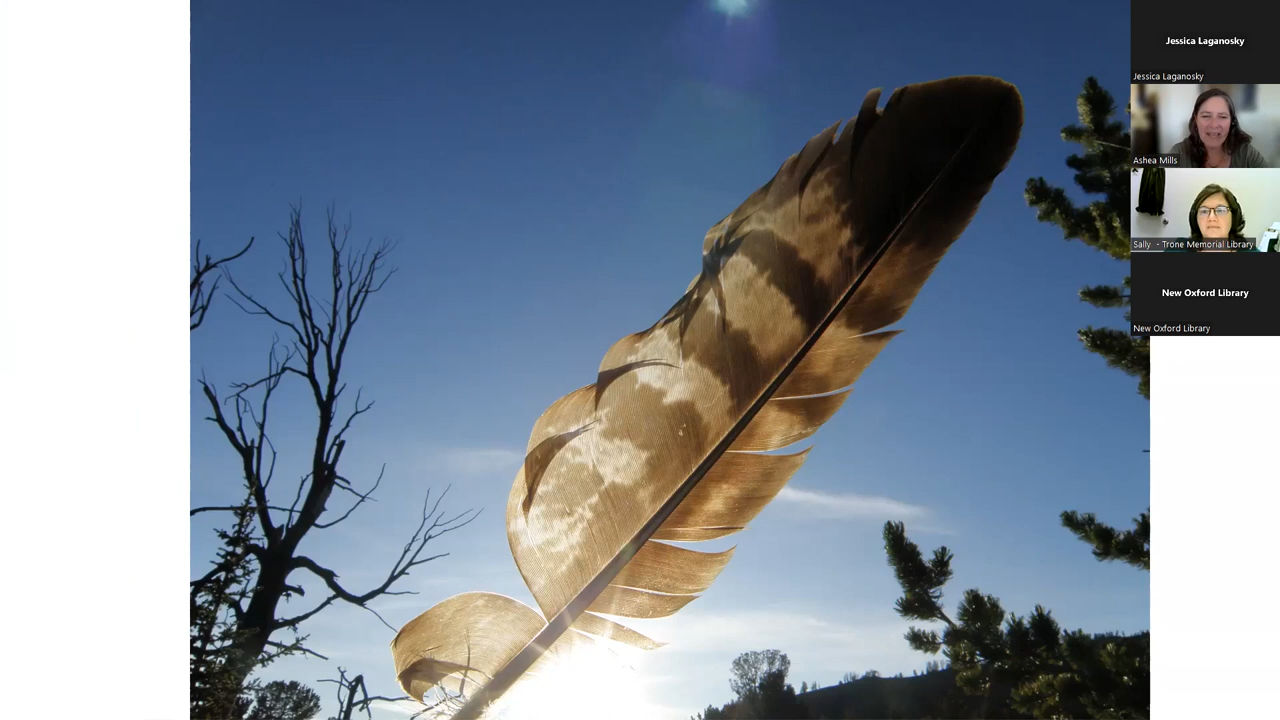 Jessica Laganosky
Jessica Laganosky
Ashea Mills
Sally - Trone Memorial Library
New Oxford Library
New Oxford Library